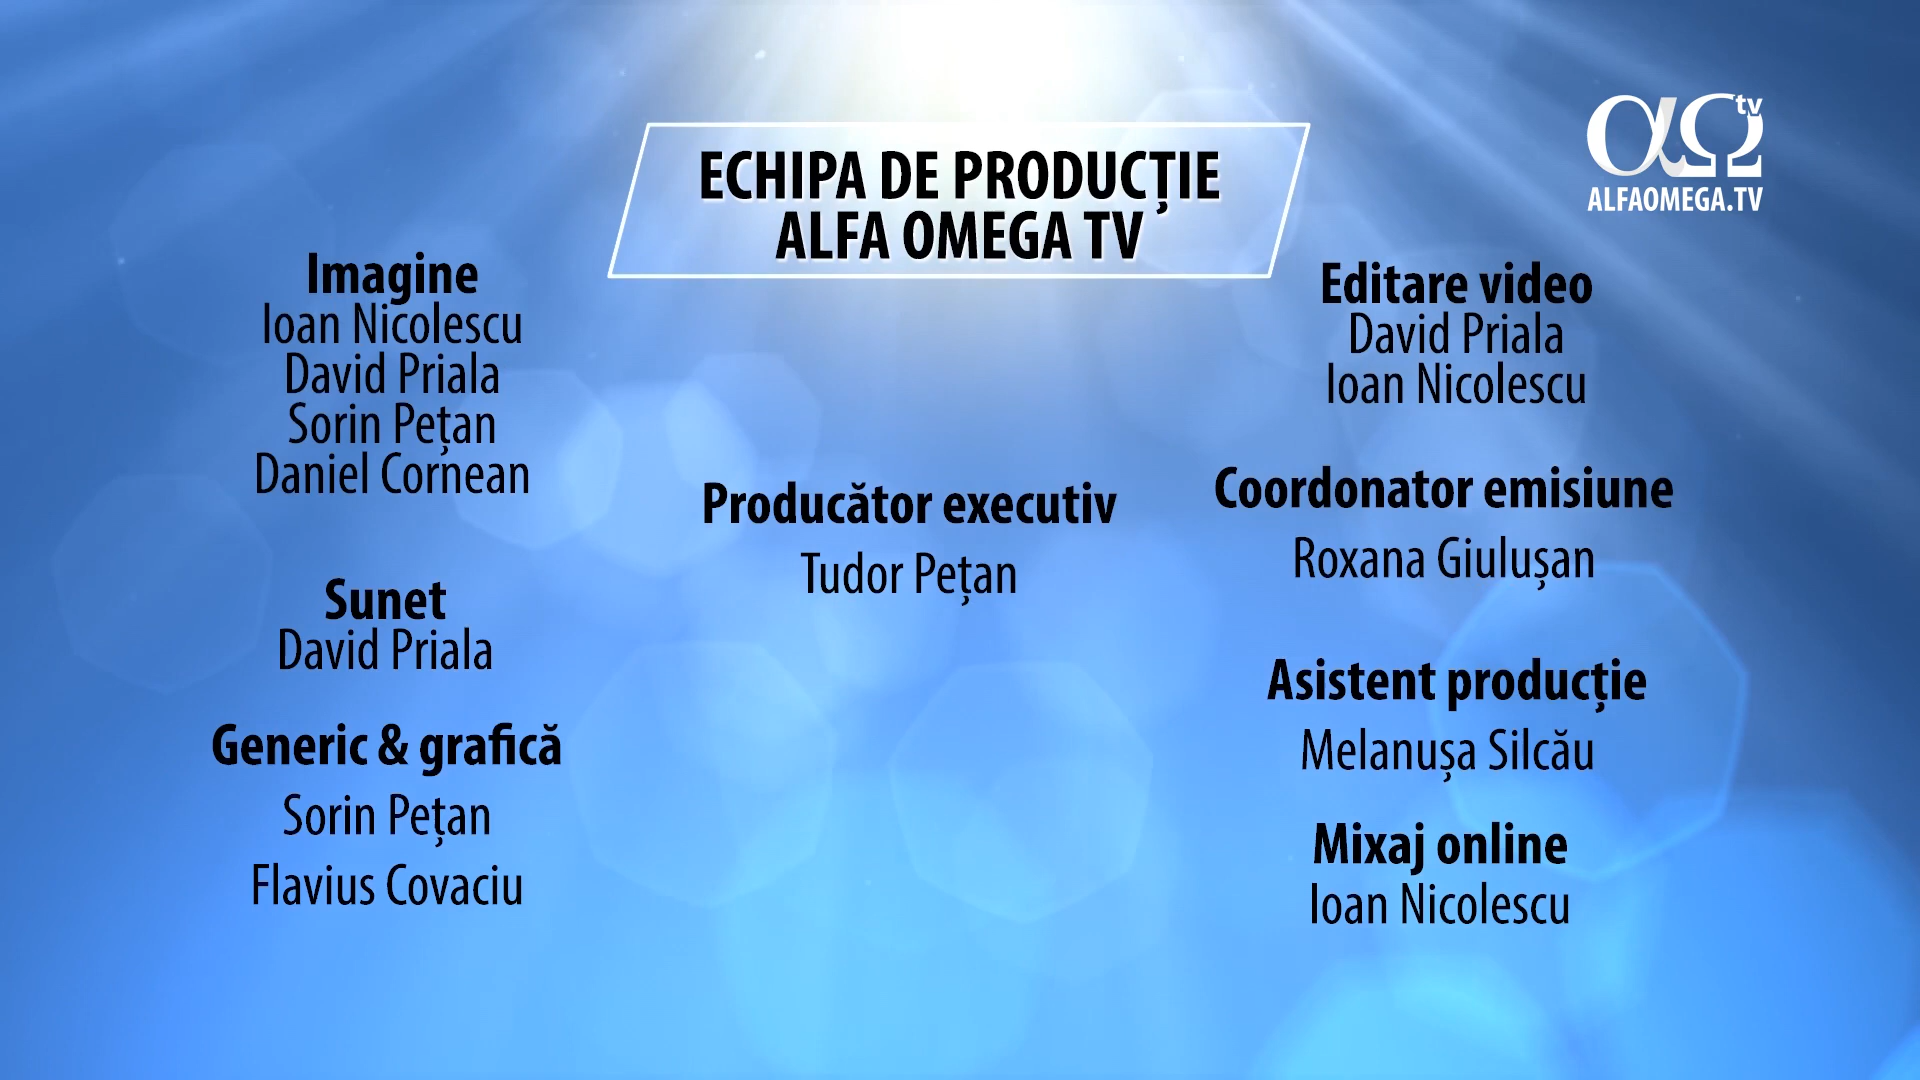 ECHIPA DE PRODUCȚIE
ALFA OMEGA TV
αΩ tv
ALFAOMEGA.TV
Imagine
Ioan Nicolescu
David Priala
Sorin Pețan
Daniel Cornean
Sunet
David Priala
Generic & grafică
Sorin Pețan
Flavius Covaciu
Producător executiv
Tudor Pețan
Editare video
David Priala
Ioan Nicolescu
Coordonator emisiune
Roxana Giulușan
Asistent producție
Melanușa Silcău
Mixaj online
Ioan Nicolescu